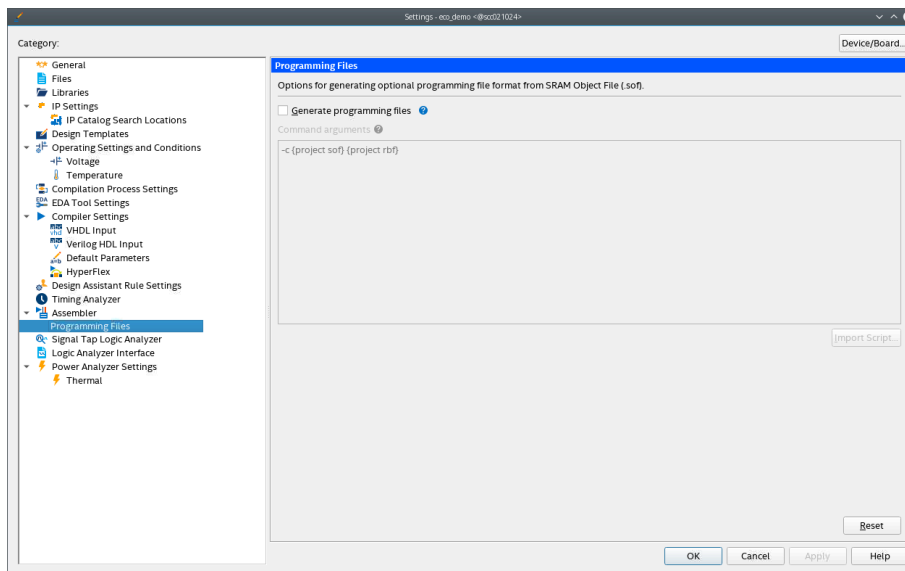 Settings - eco_demo <@scc021024>
Category:
Device/Board...
General
Files
Libraries
IP Settings
IP Catalog Search Locations
Design Templates
Operating Settings and Conditions
Voltage
Temperature
Compilation Process Settings
EDA Tool Settings
Compiler Settings
VHDL Input
Verilog HDL Input
Default Parameters
HyperFlex
Design Assistant Rule Settings
Timing Analyzer
Assembler
Programming Files
Signal Tap Logic Analyzer
Logic Analyzer Interface
Power Analyzer Settings
Thermal
Programming Files
Options for generating optional programming file format from SRAM Object File (.sof).
Generate programming files
Command arguments
-c {project sof} {project rbf}
Import Script...
Reset
OK
Cancel
Apply
Help